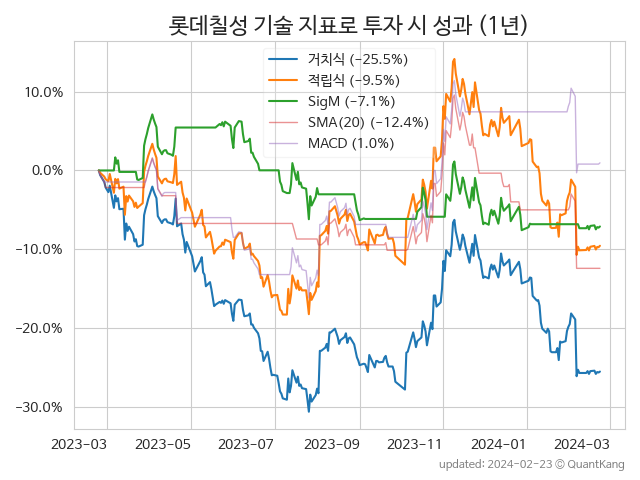 롯데칠성 기술 지표로 투자 시 성과 (1년)
거치식 (−25.5%)
적립식 (−9.5%)
SigM (−7.1%)
SMA(20) (−12.4%)
MACD (1.0%)
10.0%
0.0%
−10.0%
−20.0%
−30.0%
2023-03 2023-05 2023-07 2023-09 2023-11 2024-01 2024-03
updated: 2024-02-23 © QuantKang